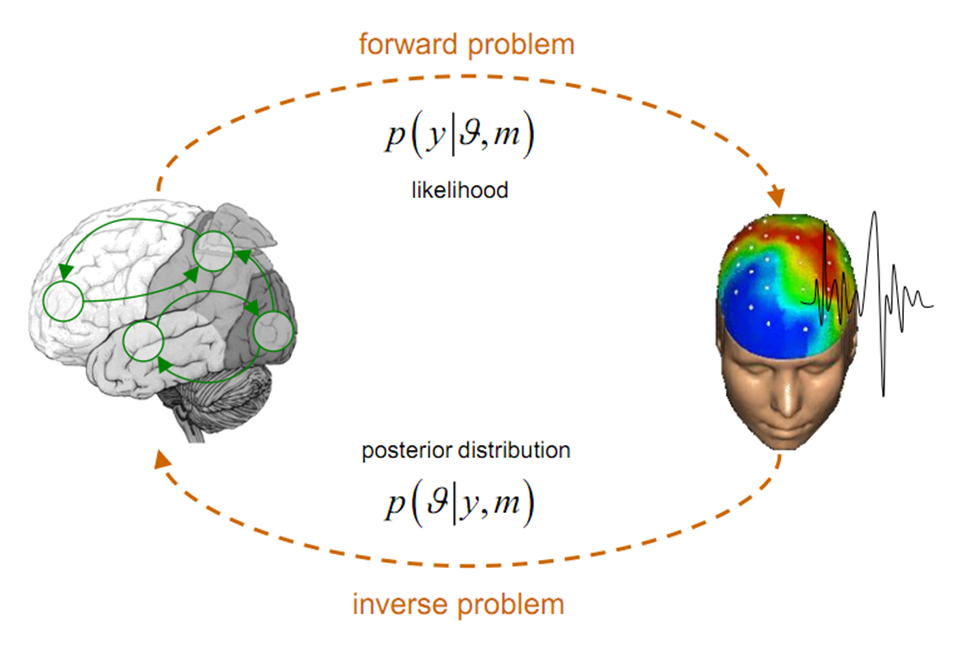 forward problem
p(y|ϑ,m)
likelihood
posterior distribution
p(ϑ|y,m)
inverse problem